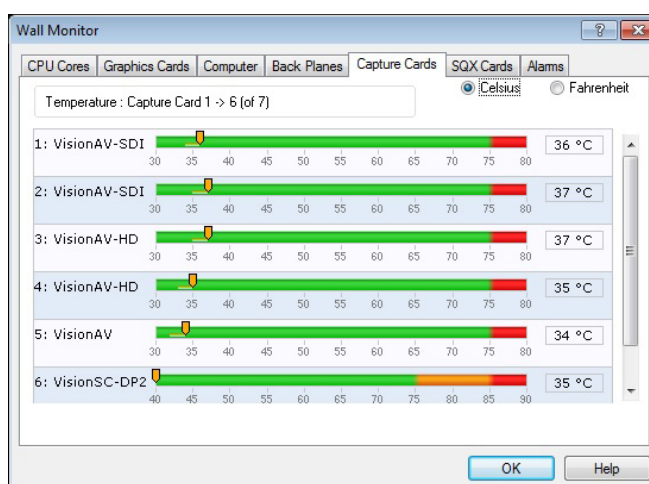 Wall Monitor
CPU Cores Graphics Cards Computer Back Planes Capture Cards SQX Cards Alarms
Temperature : Capture Card 1 -> 6 (of 7) Celsius Fahrenheit
1: VisionAV-SDI 36 °C
30 35 40 45 50 55 60 65 70 75 80
2: VisionAV-SDI 37 °C
30 35 40 45 50 55 60 65 70 75 80
3: VisionAV-HD 37 °C
30 35 40 45 50 55 60 65 70 75 80
4: VisionAV-HD 35 °C
30 35 40 45 50 55 60 65 70 75 80
5: VisionAV 34 °C
30 35 40 45 50 55 60 65 70 75 80
6: VisionSC-DP2 35 °C
40 45 50 55 60 65 70 75 80 85 90
OK Help